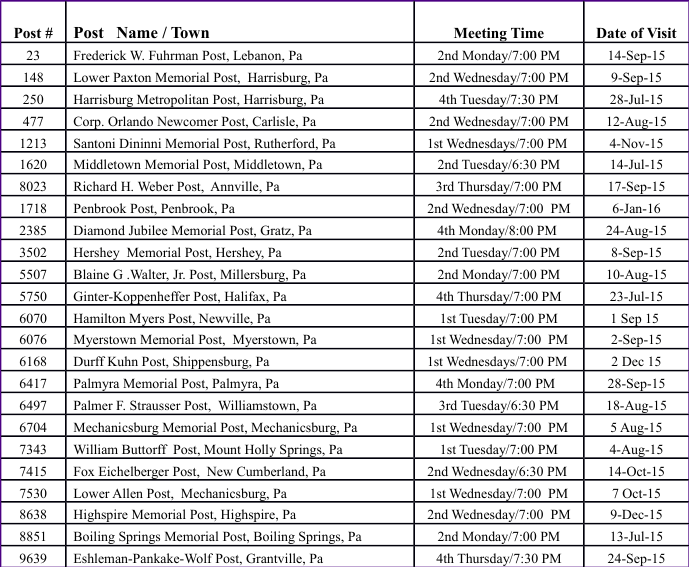 Post # Post Name / Town Meeting Time Date of Visit
23 Frederick W. Fuhrman Post, Lebanon, Pa 2nd Monday/7:00 PM 14-Sep-15
148 Lower Paxton Memorial Post, Harrisburg, Pa 2nd Wednesday/7:00 PM 9-Sep-15
250 Harrisburg Metropolitan Post, Harrisburg, Pa 4th Tuesday/7:30 PM 28-Jul-15
477 Corp. Orlando Newcomer Post, Carlisle, Pa 2nd Wednesday/7:00 PM 12-Aug-15
1213 Santoni Dininni Memorial Post, Rutherford, Pa 1st Wednesdays/7:00 PM 4-Nov-15
1620 Middletown Memorial Post, Middletown, Pa 2nd Tuesday/6:30 PM 14-Jul-15
8023 Richard H. Weber Post, Annville, Pa 3rd Thursday/7:00 PM 17-Sep-15
1718 Penbrook Post, Penbrook, Pa 2nd Wednesday/7:00 PM 6-Jan-16
2385 Diamond Jubilee Memorial Post, Gratz, Pa 4th Monday/8:00 PM 24-Aug-15
3502 Hershey Memorial Post, Hershey, Pa 2nd Tuesday/7:00 PM 8-Sep-15
5507 Blaine G .Walter, Jr. Post, Millersburg, Pa 2nd Monday/7:00 PM 10-Aug-15
5750 Ginter-Koppenheffer Post, Halifax, Pa 4th Thursday/7:00 PM 23-Jul-15
6070 Hamilton Myers Post, Newville, Pa 1st Tuesday/7:00 PM 1 Sep 15
6076 Myerstown Memorial Post, Myerstown, Pa 1st Wednesday/7:00 PM 2-Sep-15
6168 Durff Kuhn Post, Shippensburg, Pa 1st Wednesdays/7:00 PM 2 Dec 15
6417 Palmyra Memorial Post, Palmyra, Pa 4th Monday/7:00 PM 28-Sep-15
6497 Palmer F. Strausser Post, Williamstown, Pa 3rd Tuesday/6:30 PM 18-Aug-15
6704 Mechanicsburg Memorial Post, Mechanicsburg, Pa 1st Wednesday/7:00 PM 5 Aug-15
7343 William Buttorff Post, Mount Holly Springs, Pa 1st Tuesday/7:00 PM 4-Aug-15
7415 Fox Eichelberger Post, New Cumberland, Pa 2nd Wednesday/6:30 PM 14-Oct-15
7530 Lower Allen Post, Mechanicsburg, Pa 1st Wednesday/7:00 PM 7 Oct-15
8638 Highspire Memorial Post, Highspire, Pa 2nd Wednesday/7:00 PM 9-Dec-15
8851 Boiling Springs Memorial Post, Boiling Springs, Pa 2nd Monday/7:00 PM 13-Jul-15
9639 Eshleman-Pankake-Wolf Post, Grantville, Pa 4th Thursday/7:30 PM 24-Sep-15